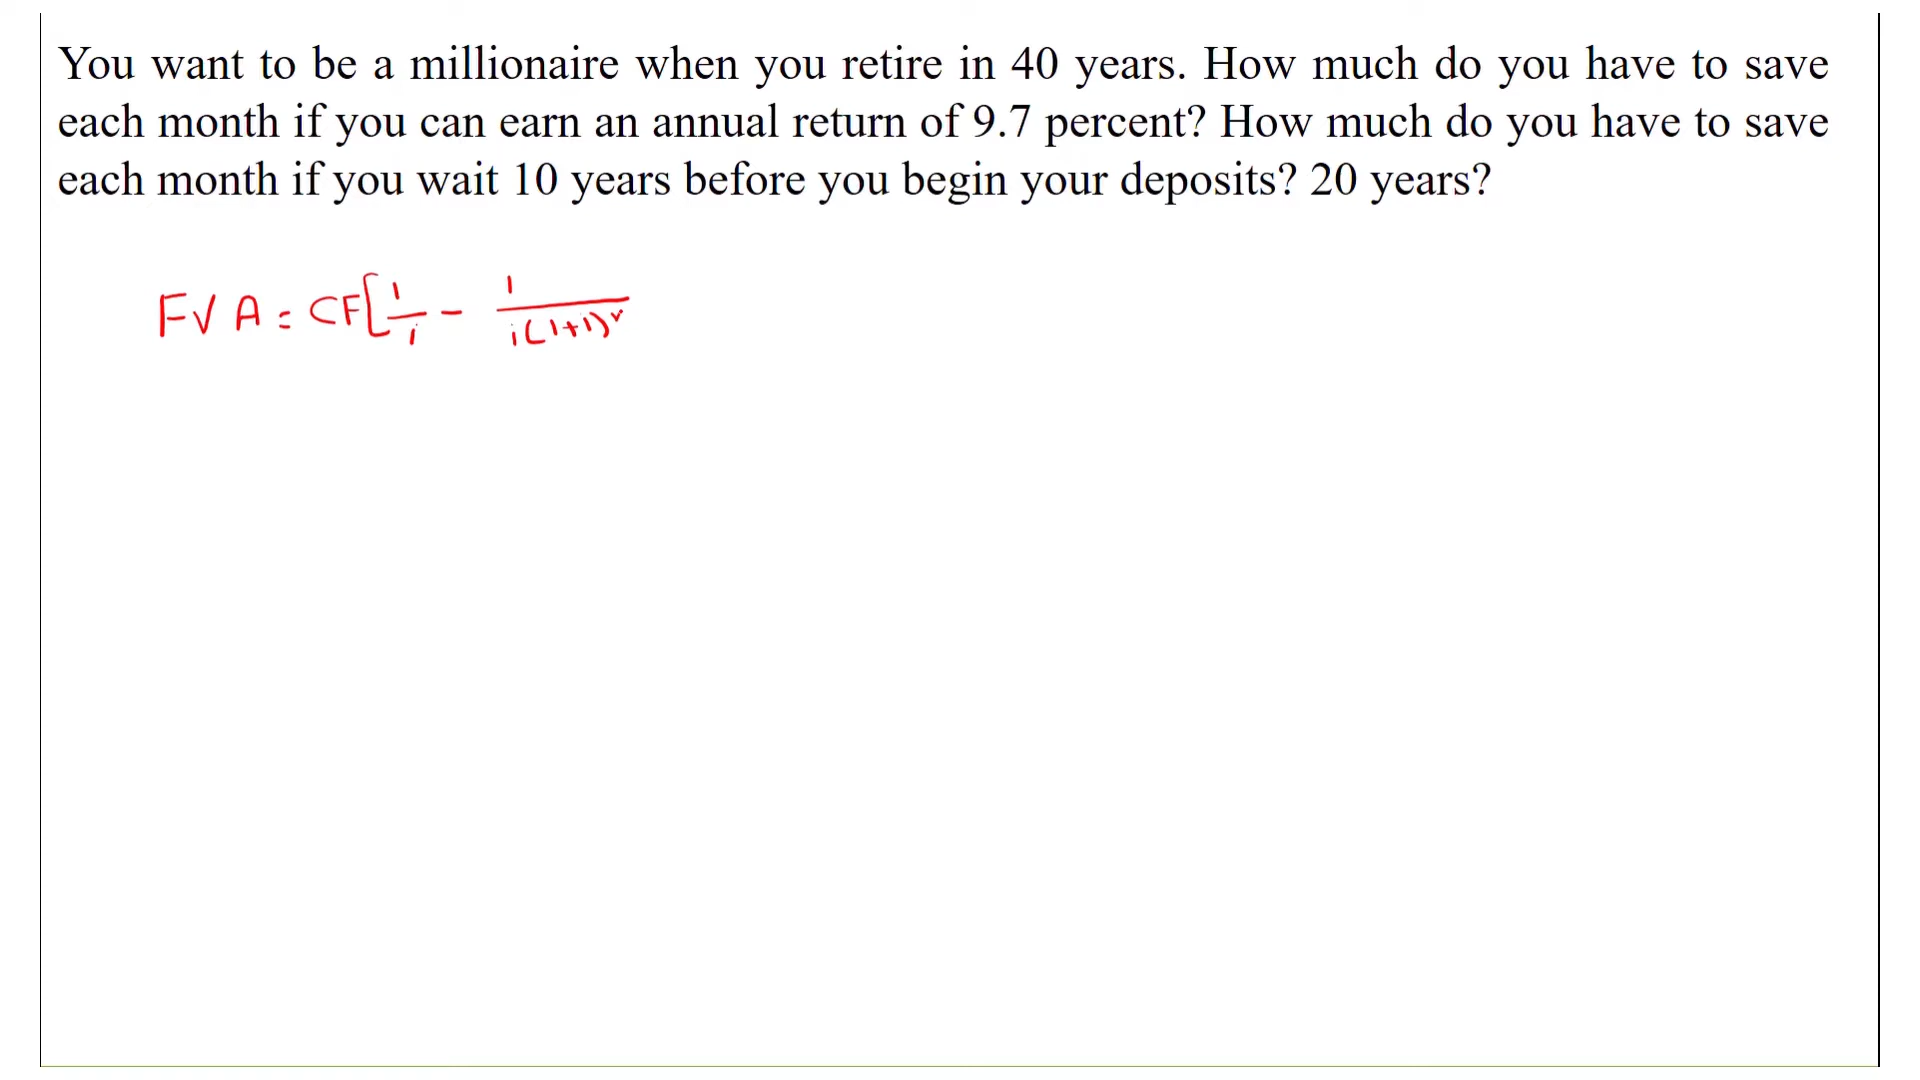 You want to be a millionaire when you retire in 40 years. How much do you have to save
each month if you can earn an annual return of 9.7 percent? How much do you have to save
each month if you wait 10 years before you begin your deposits? 20 years?
FVA = CF[1/i - 1/i(1+i)^r